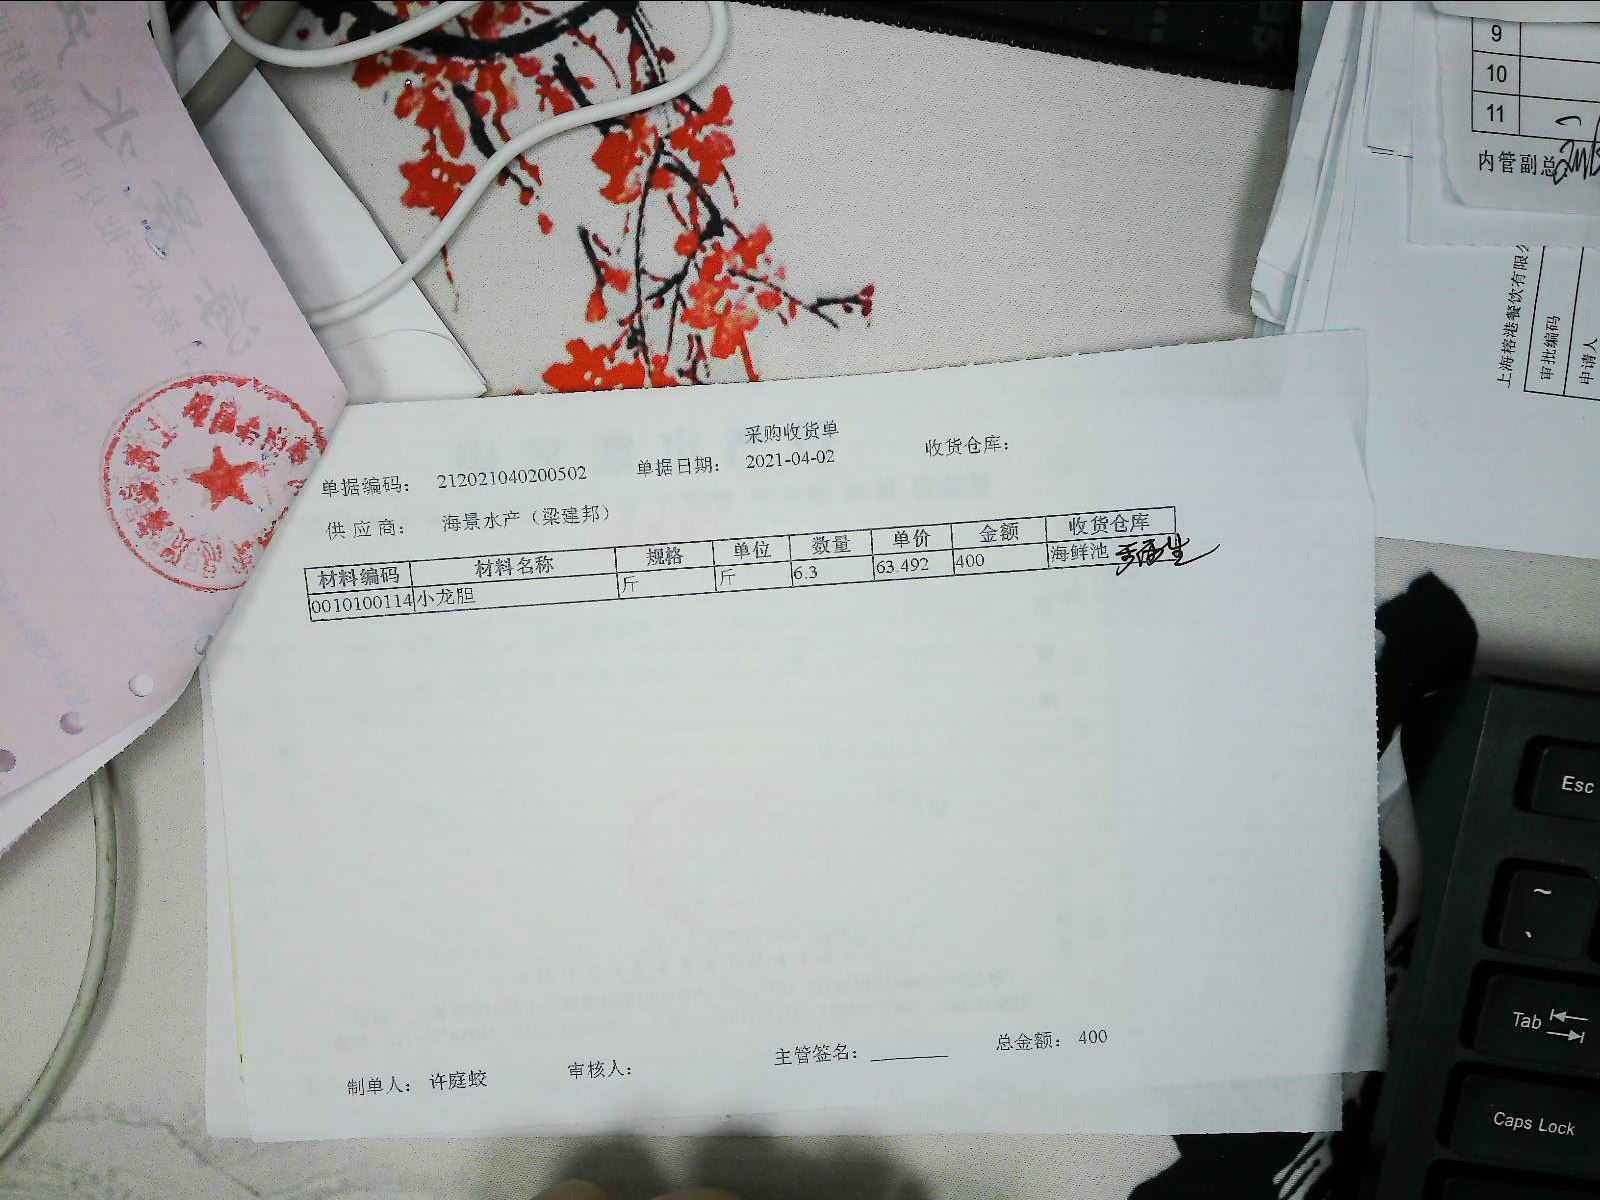 采购收货单
单据编码： 212021040200502 单据日期： 2021-04-02 收货仓库：
供 应 商： 海景水产（梁建邦）
材料编码 材料名称 规格 单位 数量 单价 金额 收货仓库
0010100114 小龙胆 斤 斤 6.3 63.492 400 海鲜池
制单人： 许庭蛟 审核人： 主管签名： 总金额： 400
9
10
11
内管副总
上海榕港餐饮有限
审批编码
申请人
Esc
~
Tab
Caps Lock